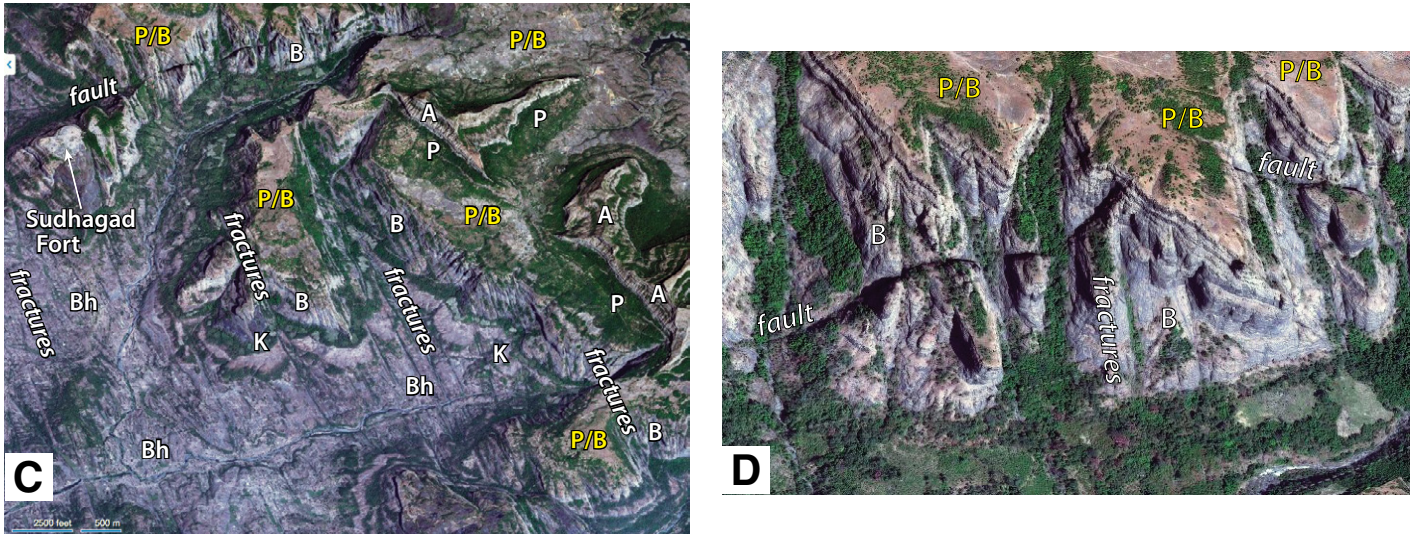 P/B
B
P/B
fault
A
P
P
Sudhagad
Fort
P/B
fractures
B
P/B
A
fractures
Bh
B
fractures
K
K
P
A
Bh
fractures
Bh
P/B
B
C
2500 feet 500 m
P/B
P/B
P/B
fault
B
fault
fractures
B
D